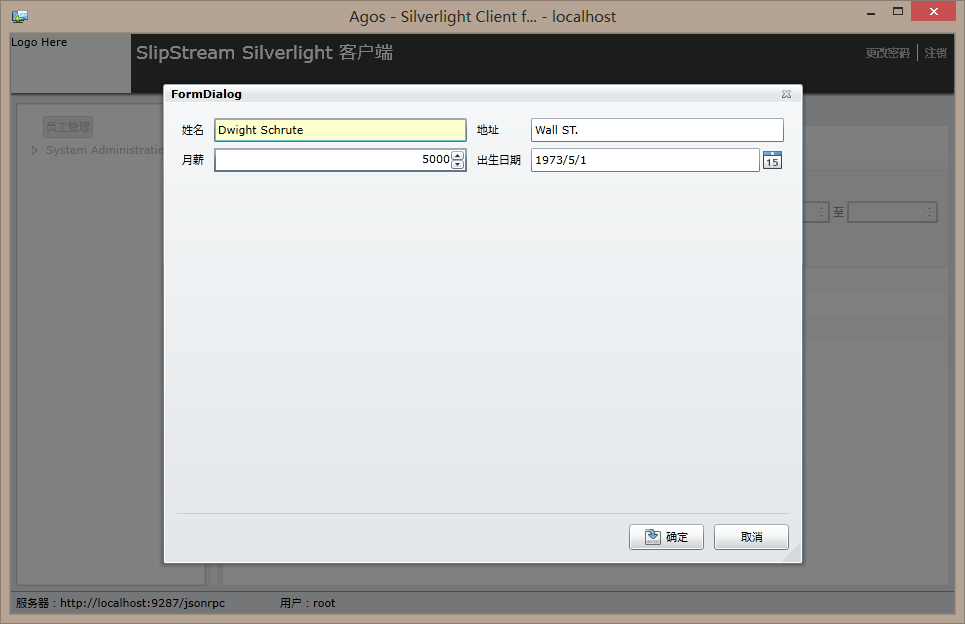 Agos - Silverlight Client f... - localhost
Logo Here
SlipStream Silverlight 客户端
更改密码 注销
FormDialog
员工管理
System Administratio
姓名 Dwight Schrute 地址 Wall ST.
月薪 5000 出生日期 1973/5/1 15
至
确定 取消
服务器：http://localhost:9287/jsonrpc 用户：root